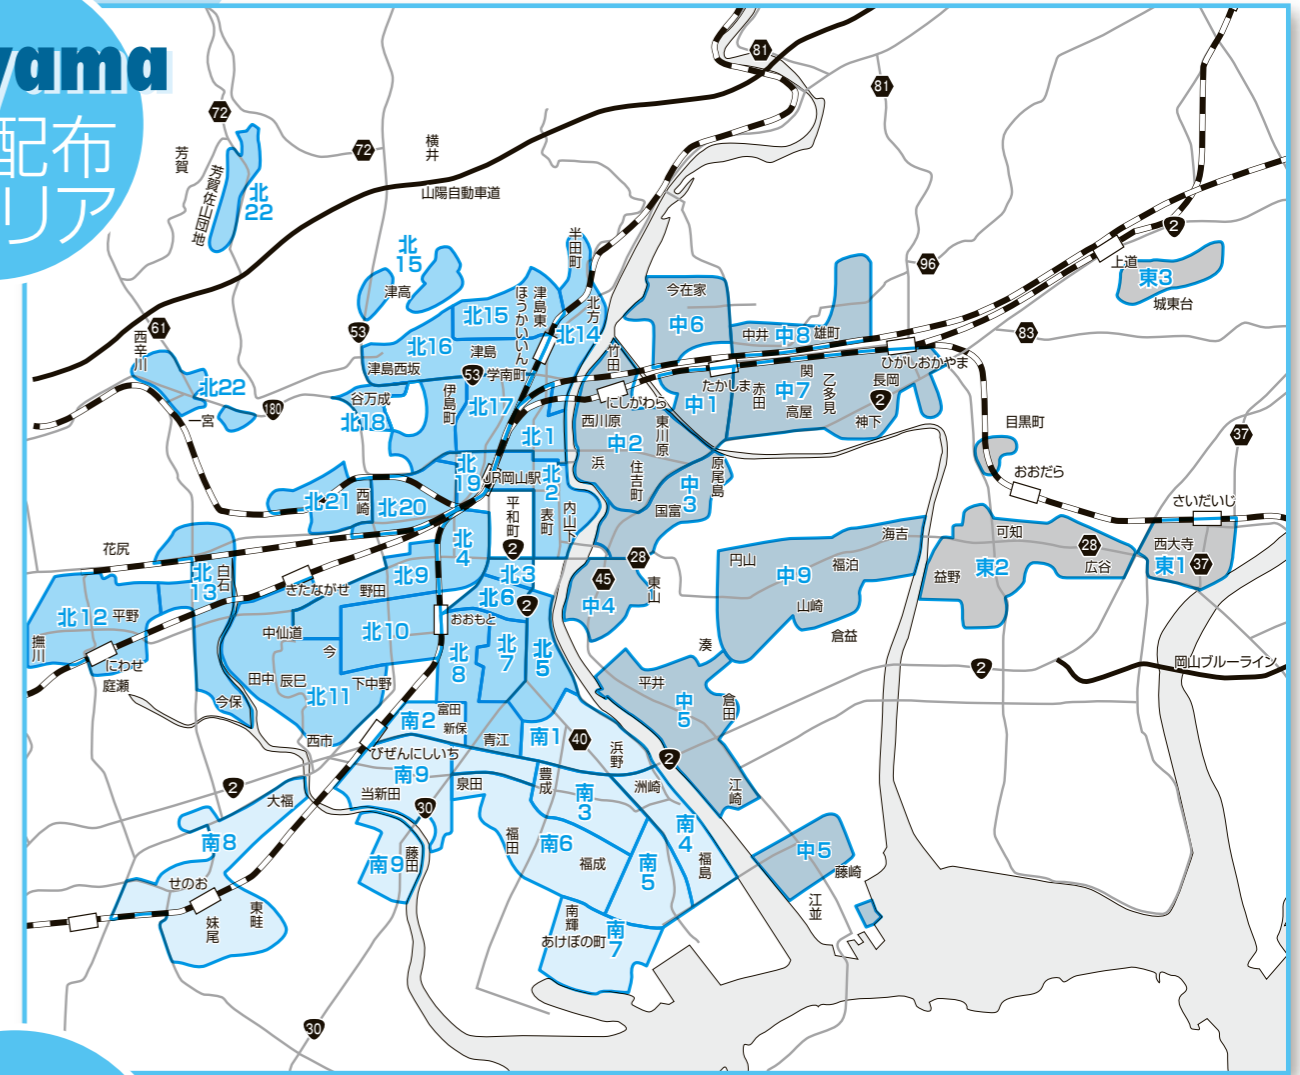 yama
配布
リア
81
81
72
72
横井
芳賀
芳賀佐山団地
北
22
山陽自動車道
半田町
北
15
津高
96
2
上道
東3
城東台
今在家
ほうかいいん
津島東
北方
北15
北14
中6
中井
中8
雄町
83
61
西辛川
53
北16
津島
津島西坂
53
学南町
竹田
ひがしおかやま
たかしま
関
長岡
2
北22
一宮
180
谷万成
北18
伊島町
北17
にしがわら
中1
赤田
中7
乙多見
高屋
神下
北1
西川原
東川原
中2
浜
住吉町
原尾島
目黒町
37
おおだら
北
19
JR岡山駅
北
2
中
3
国富
さいだいじ
北21
西崎
北20
平和町
表町
内山下
2
花尻
北
4
28
海吉
可知
28
広谷
西大寺
東1
37
北
13
白石
きたながせ
野田
北9
北3
45
東山
円山
中9
福泊
益野
東2
北12
平野
北6
2
中4
山崎
撫川
中仙道
北10
おおもと
倉益
今
北
8
北
7
北
5
湊
にわせ
庭瀬
田中
辰巳
北11
下中野
平井
2
岡山ブルーライン
今保
中
5
倉田
西市
南2
富田
新保
青江
南1
40
浜野
びぜんにしいち
2
南9
泉田
豊成
洲崎
江崎
2
大福
当新田
30
南
3
南8
南9
藤田
福田
南6
福成
南
4
南
5
福島
中5
藤崎
せのお
妹尾
東畦
江並
南輝
あけぼの町
南
7
30